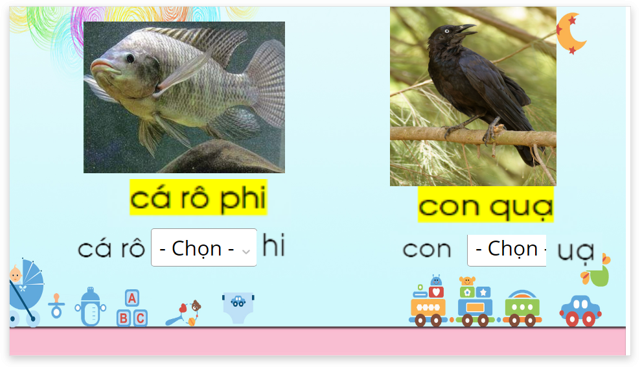 cá rô phi
con quạ
cá rô - Chọn - hi
con - Chọn - uạ
A
B C